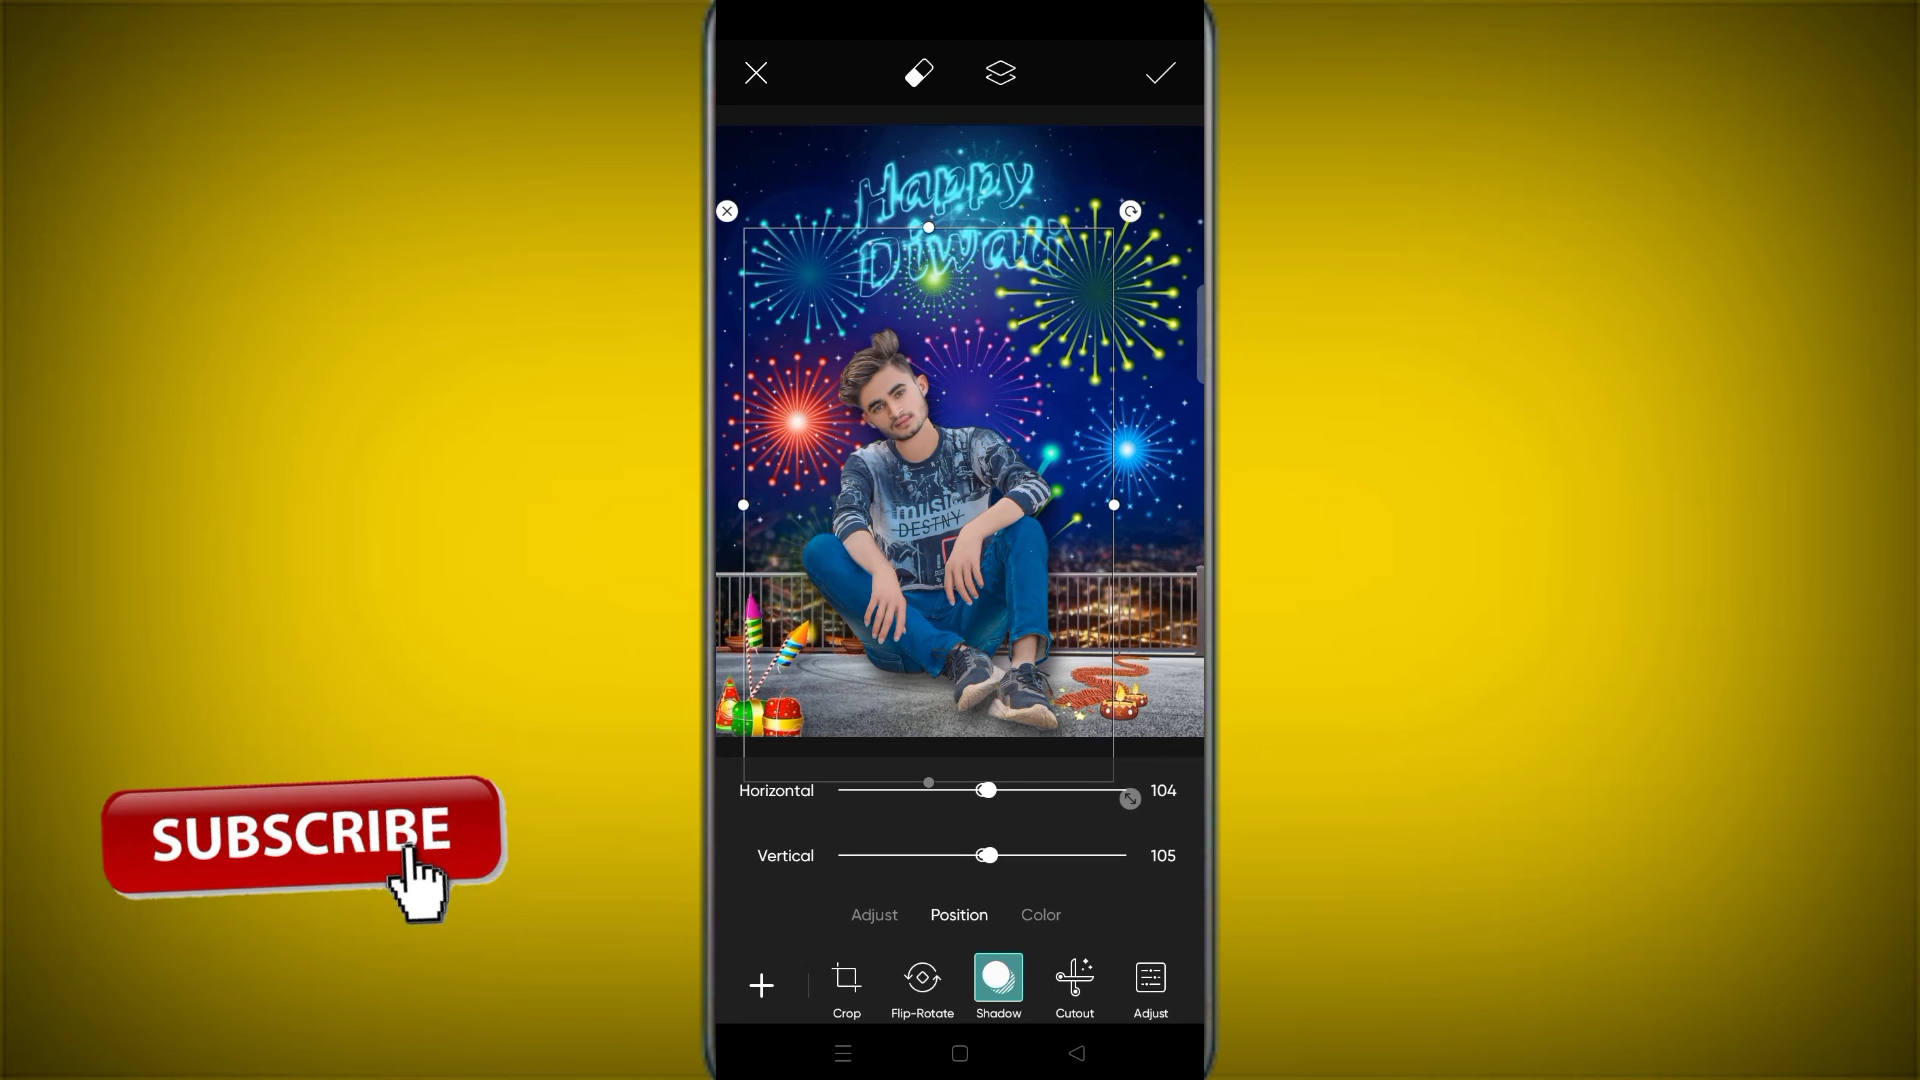 Happy
Diwali
music
DESTNY
Horizontal 104
Vertical 105
Adjust Position Color
Crop Flip-Rotate Shadow Cutout Adjust
SUBSCRIBE